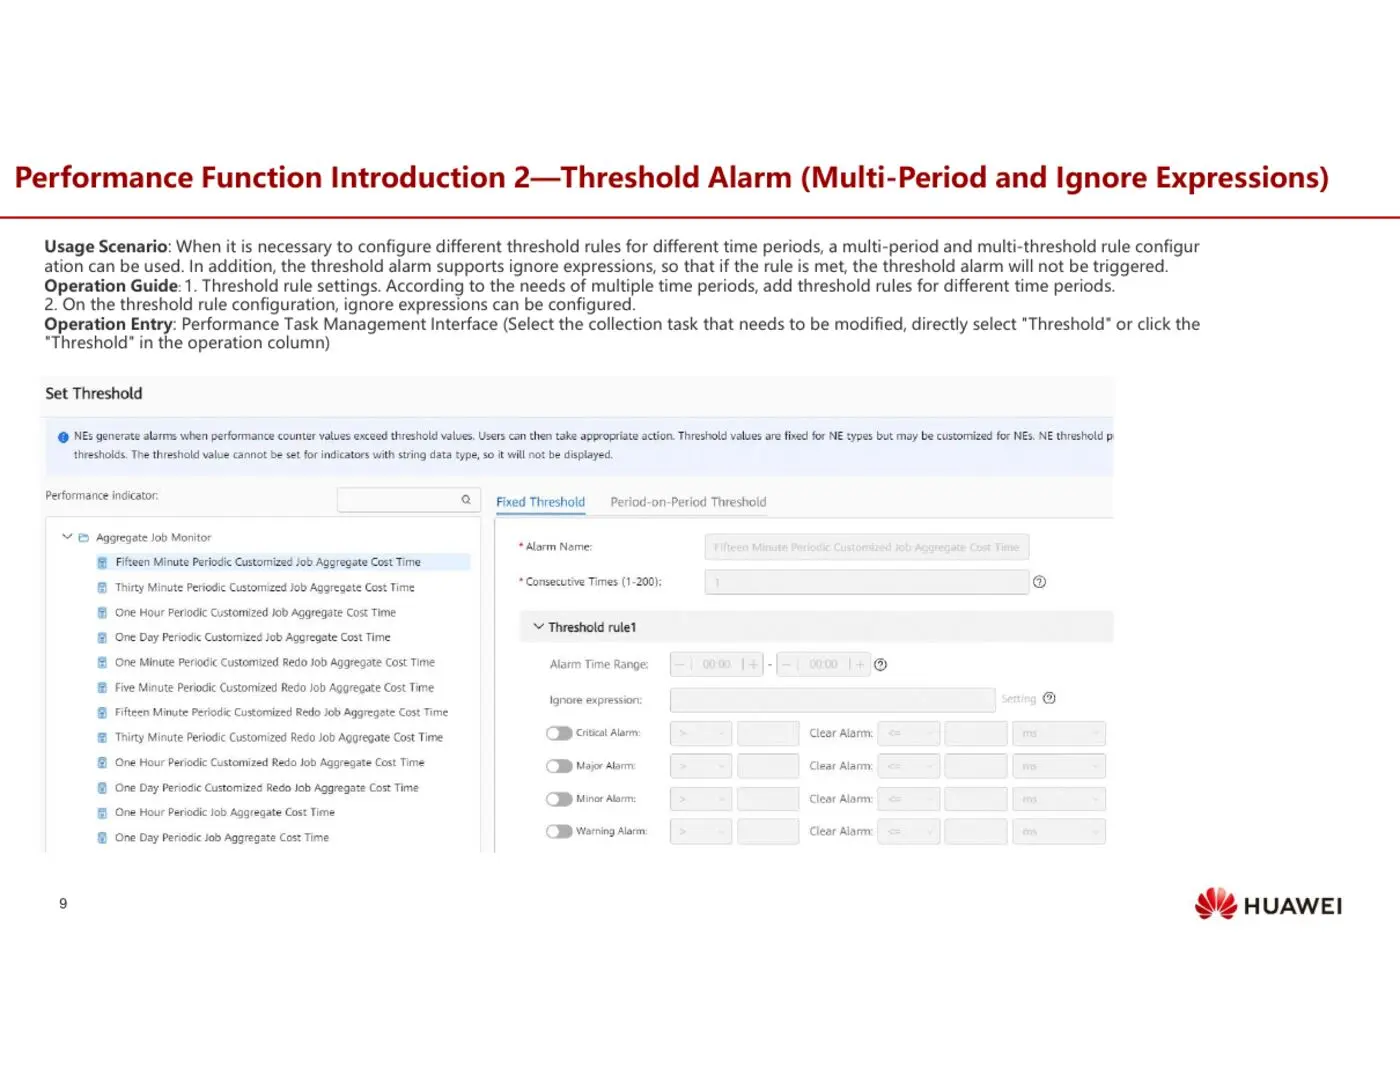 Performance Function Introduction 2—Threshold Alarm (Multi-Period and Ignore Expressions)
Usage Scenario: When it is necessary to configure different threshold rules for different time periods, a multi-period and multi-threshold rule configur
ation can be used. In addition, the threshold alarm supports ignore expressions, so that if the rule is met, the threshold alarm will not be triggered.
Operation Guide: 1. Threshold rule settings. According to the needs of multiple time periods, add threshold rules for different time periods.
2. On the threshold rule configuration, ignore expressions can be configured.
Operation Entry: Performance Task Management Interface (Select the collection task that needs to be modified, directly select "Threshold" or click the
"Threshold" in the operation column)
Set Threshold
NEs generate alarms when performance counter values exceed threshold values. Users can then take appropriate action. Threshold values are fixed for NE types but may be customized for NEs. NE threshold p
thresholds. The threshold value cannot be set for indicators with string data type, so it will not be displayed.
Performance indicator:
Aggregate Job Monitor
Fifteen Minute Periodic Customized Job Aggregate Cost Time
Thirty Minute Periodic Customized Job Aggregate Cost Time
One Hour Periodic Customized Job Aggregate Cost Time
One Day Periodic Customized Job Aggregate Cost Time
One Minute Periodic Customized Redo Job Aggregate Cost Time
Five Minute Periodic Customized Redo Job Aggregate Cost Time
Fifteen Minute Periodic Customized Redo Job Aggregate Cost Time
Thirty Minute Periodic Customized Redo Job Aggregate Cost Time
One Hour Periodic Customized Redo Job Aggregate Cost Time
One Day Periodic Customized Redo Job Aggregate Cost Time
One Hour Periodic Job Aggregate Cost Time
One Day Periodic Job Aggregate Cost Time
Fixed Threshold Period-on-Period Threshold
* Alarm Name: Fifteen Minute Periodic Customized Job Aggregate Cost Time
* Consecutive Times (1-200): 1
Threshold rule1
Alarm Time Range: − 00:00 + - − 00:00 +
Ignore expression: Setting
Critical Alarm: > Clear Alarm: <= ms
Major Alarm: > Clear Alarm: <= ms
Minor Alarm: > Clear Alarm: <= ms
Warning Alarm: > Clear Alarm: <= ms
9
HUAWEI